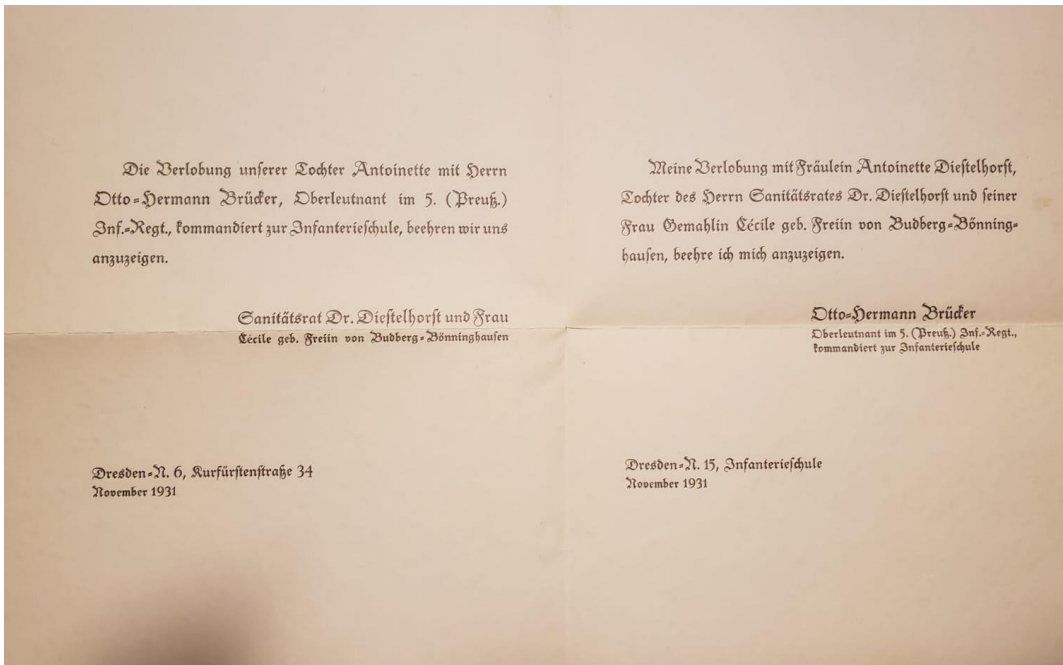 Die Verlobung unserer Tochter Antoinette mit Herrn
Otto-Hermann Brücker, Oberleutnant im 5. (Preuß.)
Inf.-Regt., kommandiert zur Infanterieschule, beehren wir uns
anzuzeigen.
Sanitätsrat Dr. Diestelhorst und Frau
Cécile geb. Freiin von Budberg-Bönninghausen
Dresden-N. 6, Kurfürstenstraße 34
November 1931
Meine Verlobung mit Fräulein Antoinette Diestelhorst,
Tochter des Herrn Sanitätsrates Dr. Diestelhorst und seiner
Frau Gemahlin Cécile geb. Freiin von Budberg-Bönning-
hausen, beehre ich mich anzuzeigen.
Otto-Hermann Brücker
Oberleutnant im 5. (Preuß.) Inf.-Regt.,
kommandiert zur Infanterieschule
Dresden-N. 15, Infanterieschule
November 1931